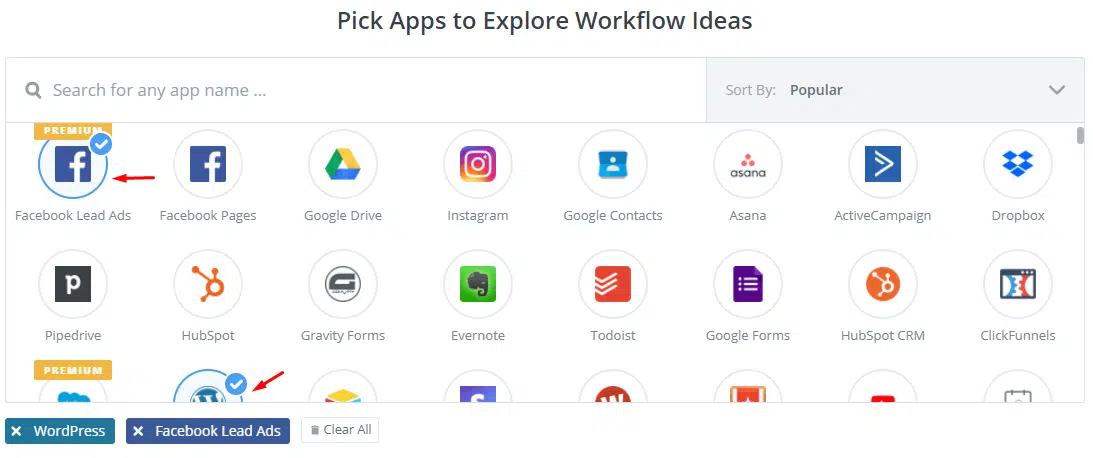 Pick Apps to Explore Workflow Ideas
Search for any app name ...
Sort By: Popular
PREMIUM
asana
Facebook Lead Ads
Facebook Pages
Google Drive
Instagram
Google Contacts
Asana
ActiveCampaign
Dropbox
Pipedrive
HubSpot
Gravity Forms
Evernote
Todoist
Google Forms
HubSpot CRM
ClickFunnels
PREMIUM
WordPress
Facebook Lead Ads
Clear All